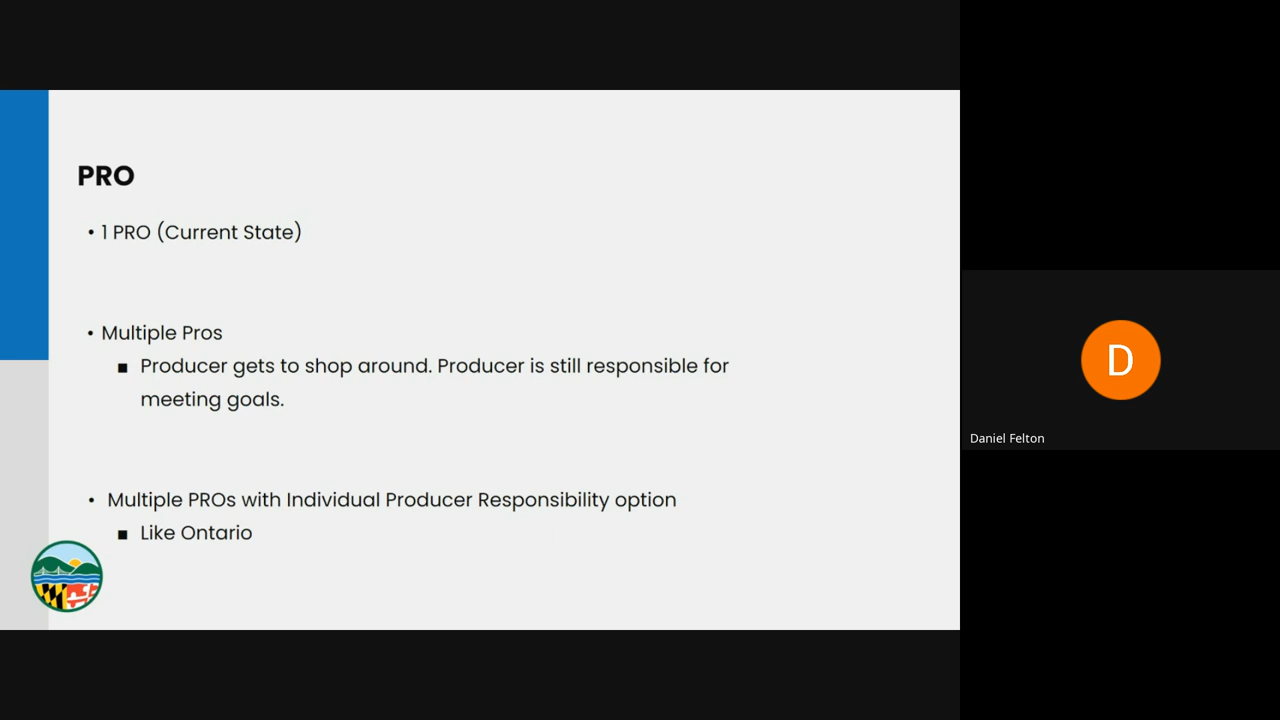 PRO
• 1 PRO (Current State)
• Multiple Pros
■ Producer gets to shop around. Producer is still responsible for
meeting goals.
• Multiple PROs with Individual Producer Responsibility option
■ Like Ontario
D
Daniel Felton